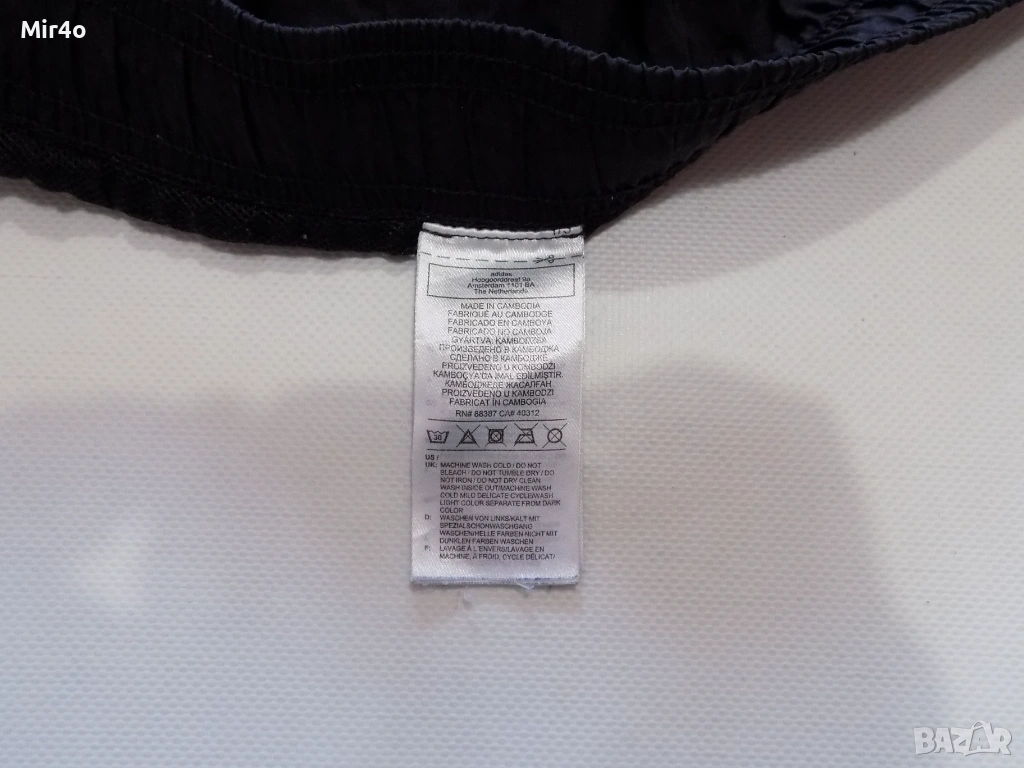 Mir4o
adidas
Hoogoorddreef 9a
Amsterdam 1101 BA
The Netherlands
MADE IN CAMBODIA
FABRIQUÉ AU CAMBODGE
FABRICADO EN CAMBOYA
FABRICADO NO CAMBOJA
GYÁRTVA: KAMBODZSA
ПРОИЗВЕДЕНО В КАМБОДЖА
СДЕЛАНО В КАМБОДЖЕ
PROIZVEDENO U KOMBODŽI
KAMBOÇYA'DA İMAL EDİLMİŞTİR.
КАМБОДЖЕДЕ ЖАСАЛҒАН
PROIZVEDENO U KAMBODŽI
FABRICAT ÎN CAMBOGIA
RN# 88387 CA# 40312
30
US /
UK: MACHINE WASH COLD / DO NOT
BLEACH / DO NOT TUMBLE DRY / DO
NOT IRON / DO NOT DRY CLEAN
WASH INSIDE OUT/MACHINE WASH
COLD MILD DELICATE CYCLE/WASH
LIGHT COLOR SEPARATE FROM DARK
COLOR
D: WASCHEN VON LINKS/KALT MIT
SPEZIALSCHONWASCHGANG
WASCHEN/HELLE FARBEN NICHT MIT
DUNKLEN FARBEN WASCHEN
F: LAVAGE À L'ENVERS/LAVAGE EN
MACHINE, À FROID, CYCLE DÉLICAT/
BAZAR